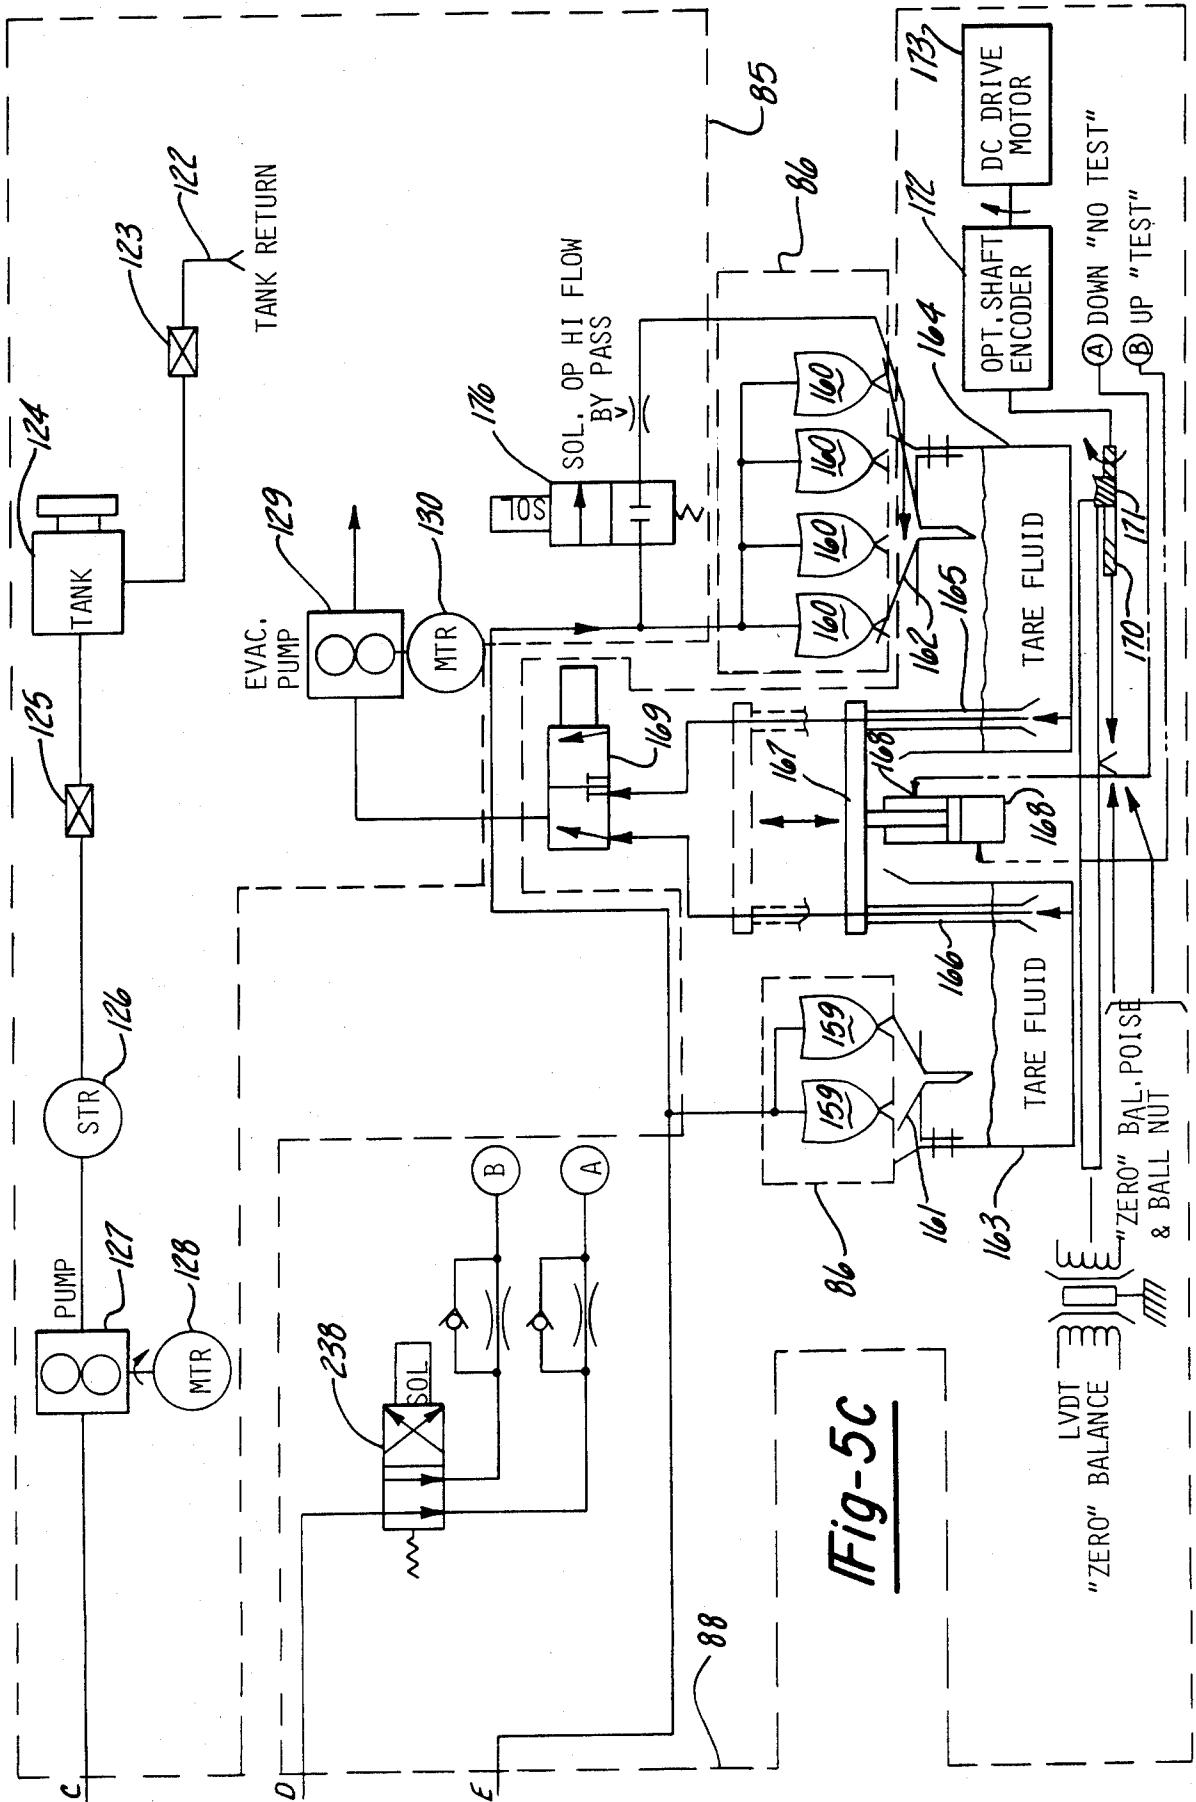 C
D
E
PUMP
127
MTR
128
STR
126
125
TANK
124
123
122
TANK RETURN
EVAC.
PUMP
129
MTR
130
85
SOL
176
SOL. OP HI FLOW
BY PASS
86
238
SOL
B
A
169
88
159
159
86
160
160
160
160
161
162
163
164
165
166
167
168
168
TARE FLUID
TARE FLUID
170
171
172
OPT. SHAFT
ENCODER
173
DC DRIVE
MOTOR
A DOWN "NO TEST"
B UP "TEST"
LVDT
"ZERO" BALANCE
"ZERO" BAL. POISE
& BALL NUT
Fig-5C